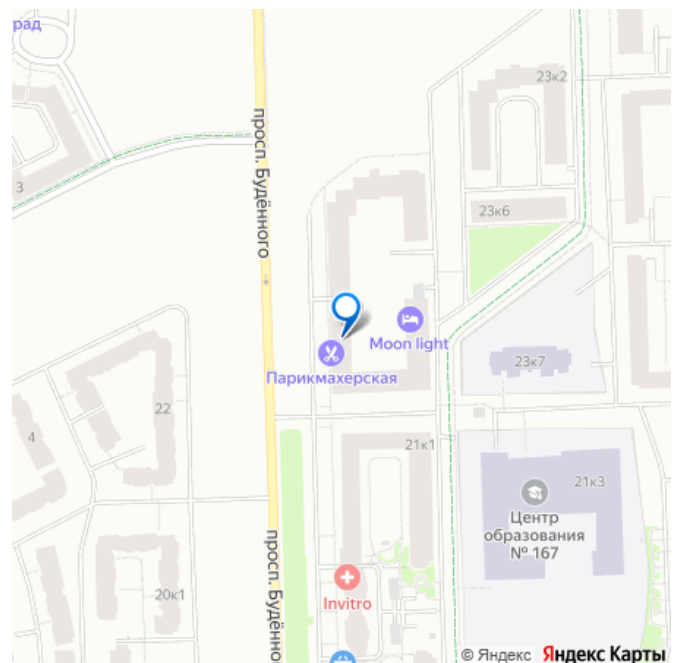 рад
23к2
просп. Будённого
3
23к6
Moon light
Парикмахерская
23к7
22
4
21к1
21к3
Центр
образования
№ 167
просп. Будённо
20к1
Invitro
© Яндекс Яндекс Карты